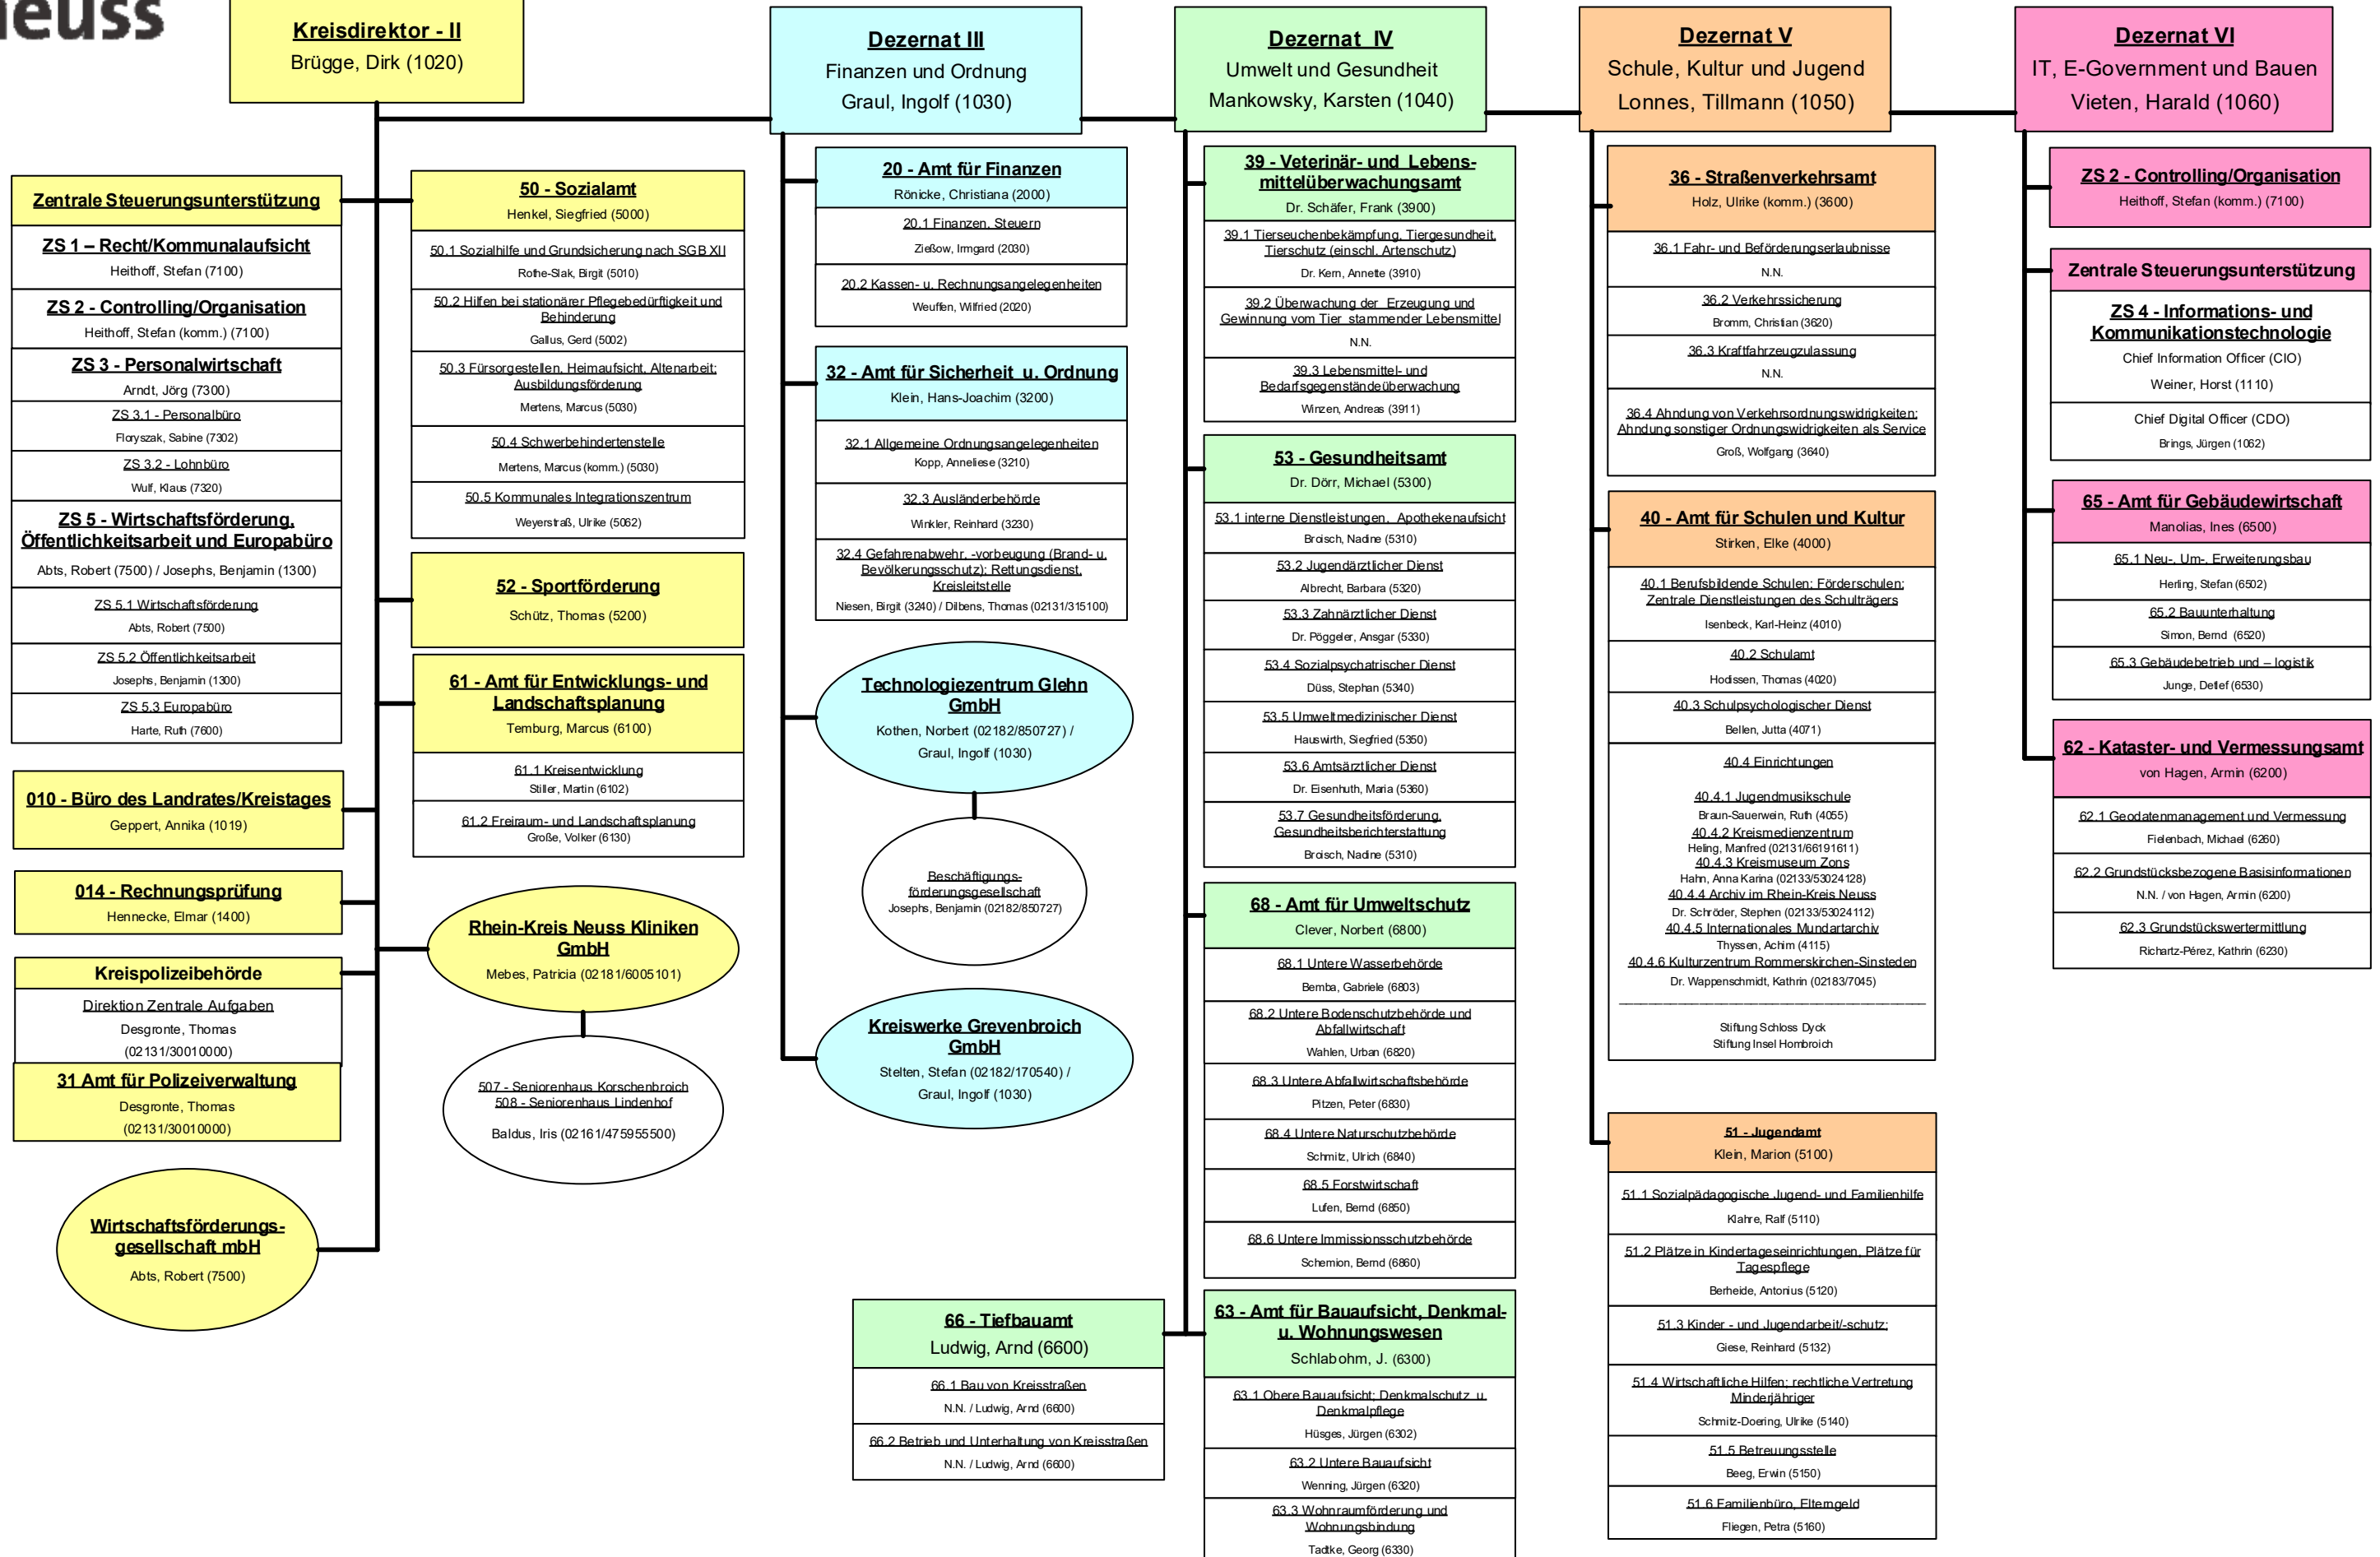 neuss
Kreisdirektor - II
Brügge, Dirk (1020)
Zentrale Steuerungsunterstützung
ZS 1 – Recht/Kommunalaufsicht
Heithoff, Stefan (7100)
ZS 2 - Controlling/Organisation
Heithoff, Stefan (komm.) (7100)
ZS 3 - Personalwirtschaft
Arndt, Jörg (7300)
ZS 3.1 - Personalbüro
Floryszak, Sabine (7302)
ZS 3.2 - Lohnbüro
Wulf, Klaus (7320)
ZS 5 - Wirtschaftsförderung,
Öffentlichkeitsarbeit und Europabüro
Abts, Robert (7500) / Josephs, Benjamin (1300)
ZS 5.1 Wirtschaftsförderung
Abts, Robert (7500)
ZS 5.2 Öffentlichkeitsarbeit
Josephs, Benjamin (1300)
ZS 5.3 Europabüro
Harte, Ruth (7600)
010 - Büro des Landrates/Kreistages
Geppert, Annika (1019)
014 - Rechnungsprüfung
Hennecke, Elmar (1400)
Kreispolizeibehörde
Direktion Zentrale Aufgaben
Desgronte, Thomas
(02131/30010000)
31 Amt für Polizeiverwaltung
Desgronte, Thomas
(02131/30010000)
Wirtschaftsförderungs-
gesellschaft mbH
Abts, Robert (7500)
50 - Sozialamt
Henkel, Siegfried (5000)
50.1 Sozialhilfe und Grundsicherung nach SGB XII
Rothe-Slak, Birgit (5010)
50.2 Hilfen bei stationärer Pflegebedürftigkeit und
Behinderung
Gallus, Gerd (5002)
50.3 Fürsorgestellen, Heimaufsicht, Altenarbeit;
Ausbildungsförderung
Mertens, Marcus (5030)
50.4 Schwerbehindertenstelle
Mertens, Marcus (komm.) (5030)
50.5 Kommunales Integrationszentrum
Weyerstraß, Ulrike (5062)
52 - Sportförderung
Schütz, Thomas (5200)
61 - Amt für Entwicklungs- und
Landschaftsplanung
Temburg, Marcus (6100)
61.1 Kreisentwicklung
Stiller, Martin (6102)
61.2 Freiraum- und Landschaftsplanung
Große, Volker (6130)
Rhein-Kreis Neuss Kliniken
GmbH
Mebes, Patricia (02181/6005101)
507 - Seniorenhaus Korschenbroich
508 - Seniorenhaus Lindenhof
Baldus, Iris (02161/475955500)
Dezernat III
Finanzen und Ordnung
Graul, Ingolf (1030)
20 - Amt für Finanzen
Rönicke, Christiana (2000)
20.1 Finanzen, Steuern
Zießow, Irmgard (2030)
20.2 Kassen- u. Rechnungsangelegenheiten
Weuffen, Wilfried (2020)
32 - Amt für Sicherheit u. Ordnung
Klein, Hans-Joachim (3200)
32.1 Allgemeine Ordnungsangelegenheiten
Kopp, Anneliese (3210)
32.3 Ausländerbehörde
Winkler, Reinhard (3230)
32.4 Gefahrenabwehr, -vorbeugung (Brand- u.
Bevölkerungsschutz); Rettungsdienst,
Kreisleitstelle
Niesen, Birgit (3240) / Dilbens, Thomas (02131/315100)
Technologiezentrum Glehn
GmbH
Kothen, Norbert (02182/850727) /
Graul, Ingolf (1030)
Beschäftigungs-
förderungsgesellschaft
Josephs, Benjamin (02182/850727)
Kreiswerke Grevenbroich
GmbH
Stelten, Stefan (02182/170540) /
Graul, Ingolf (1030)
66 - Tiefbauamt
Ludwig, Arnd (6600)
66.1 Bau von Kreisstraßen
N.N. / Ludwig, Arnd (6600)
66.2 Betrieb und Unterhaltung von Kreisstraßen
N.N. / Ludwig, Arnd (6600)
Dezernat IV
Umwelt und Gesundheit
Mankowsky, Karsten (1040)
39 - Veterinär- und Lebens-
mittelüberwachungsamt
Dr. Schäfer, Frank (3900)
39.1 Tierseuchenbekämpfung, Tiergesundheit,
Tierschutz (einschl. Artenschutz)
Dr. Kern, Annette (3910)
39.2 Überwachung der Erzeugung und
Gewinnung vom Tier stammender Lebensmittel
N.N.
39.3 Lebensmittel- und
Bedarfsgegenständeüberwachung
Winzen, Andreas (3911)
53 - Gesundheitsamt
Dr. Dörr, Michael (5300)
53.1 interne Dienstleistungen, Apothekenaufsicht
Broisch, Nadine (5310)
53.2 Jugendärztlicher Dienst
Albrecht, Barbara (5320)
53.3 Zahnärztlicher Dienst
Dr. Pöggeler, Ansgar (5330)
53.4 Sozialpsychatrischer Dienst
Düss, Stephan (5340)
53.5 Umweltmedizinischer Dienst
Hauswirth, Siegfried (5350)
53.6 Amtsärztlicher Dienst
Dr. Eisenhuth, Maria (5360)
53.7 Gesundheitsförderung,
Gesundheitsberichterstattung
Broisch, Nadine (5310)
68 - Amt für Umweltschutz
Clever, Norbert (6800)
68.1 Untere Wasserbehörde
Bemba, Gabriele (6803)
68.2 Untere Bodenschutzbehörde und
Abfallwirtschaft
Wahlen, Urban (6820)
68.3 Untere Abfallwirtschaftsbehörde
Pitzen, Peter (6830)
68.4 Untere Naturschutzbehörde
Schmitz, Ulrich (6840)
68.5 Forstwirtschaft
Lufen, Bernd (6850)
68.6 Untere Immissionsschutzbehörde
Schemion, Bernd (6860)
63 - Amt für Bauaufsicht, Denkmal-
u. Wohnungswesen
Schlabohm, J. (6300)
63.1 Obere Bauaufsicht; Denkmalschutz u.
Denkmalpflege
Hüsges, Jürgen (6302)
63.2 Untere Bauaufsicht
Wenning, Jürgen (6320)
63.3 Wohnraumförderung und
Wohnungsbindung
Tadtke, Georg (6330)
Dezernat V
Schule, Kultur und Jugend
Lonnes, Tillmann (1050)
36 - Straßenverkehrsamt
Holz, Ulrike (komm.) (3600)
36.1 Fahr- und Beförderungserlaubnisse
N.N.
36.2 Verkehrssicherung
Bromm, Christian (3620)
36.3 Kraftfahrzeugzulassung
N.N.
36.4 Ahndung von Verkehrsordnungswidrigkeiten;
Ahndung sonstiger Ordnungswidrigkeiten als Service
Groß, Wolfgang (3640)
40 - Amt für Schulen und Kultur
Stirken, Elke (4000)
40.1 Berufsbildende Schulen; Förderschulen;
Zentrale Dienstleistungen des Schulträgers
Isenbeck, Karl-Heinz (4010)
40.2 Schulamt
Hodissen, Thomas (4020)
40.3 Schulpsychologischer Dienst
Bellen, Jutta (4071)
40.4 Einrichtungen
40.4.1 Jugendmusikschule
Braun-Sauerwein, Ruth (4055)
40.4.2 Kreismedienzentrum
Heling, Manfred (02131/66191611)
40.4.3 Kreismuseum Zons
Hahn, Anna Karina (02133/53024128)
40.4.4 Archiv im Rhein-Kreis Neuss
Dr. Schröder, Stephen (02133/53024112)
40.4.5 Internationales Mundartarchiv
Thyssen, Achim (4115)
40.4.6 Kulturzentrum Rommerskirchen-Sinsteden
Dr. Wappenschmidt, Kathrin (02183/7045)
Stiftung Schloss Dyck
Stiftung Insel Hombroich
51 - Jugendamt
Klein, Marion (5100)
51.1 Sozialpädagogische Jugend- und Familienhilfe
Klahre, Ralf (5110)
51.2 Plätze in Kindertageseinrichtungen, Plätze für
Tagespflege
Berheide, Antonius (5120)
51.3 Kinder - und Jugendarbeit/-schutz;
Giese, Reinhard (5132)
51.4 Wirtschaftliche Hilfen; rechtliche Vertretung
Minderjähriger
Schmitz-Doering, Ulrike (5140)
51.5 Betreuungsstelle
Beeg, Erwin (5150)
51.6 Familienbüro, Elterngeld
Fliegen, Petra (5160)
Dezernat VI
IT, E-Government und Bauen
Vieten, Harald (1060)
ZS 2 - Controlling/Organisation
Heithoff, Stefan (komm.) (7100)
Zentrale Steuerungsunterstützung
ZS 4 - Informations- und
Kommunikationstechnologie
Chief Information Officer (CIO)
Weiner, Horst (1110)
Chief Digital Officer (CDO)
Brings, Jürgen (1062)
65 - Amt für Gebäudewirtschaft
Manolias, Ines (6500)
65.1 Neu-, Um-, Erweiterungsbau
Herling, Stefan (6502)
65.2 Bauunterhaltung
Simon, Bernd (6520)
65.3 Gebäudebetrieb und – logistik
Junge, Detlef (6530)
62 - Kataster- und Vermessungsamt
von Hagen, Armin (6200)
62.1 Geodatenmanagement und Vermessung
Fielenbach, Michael (6260)
62.2 Grundstücksbezogene Basisinformationen
N.N. / von Hagen, Armin (6200)
62.3 Grundstückswertermittlung
Richartz-Pérez, Kathrin (6230)